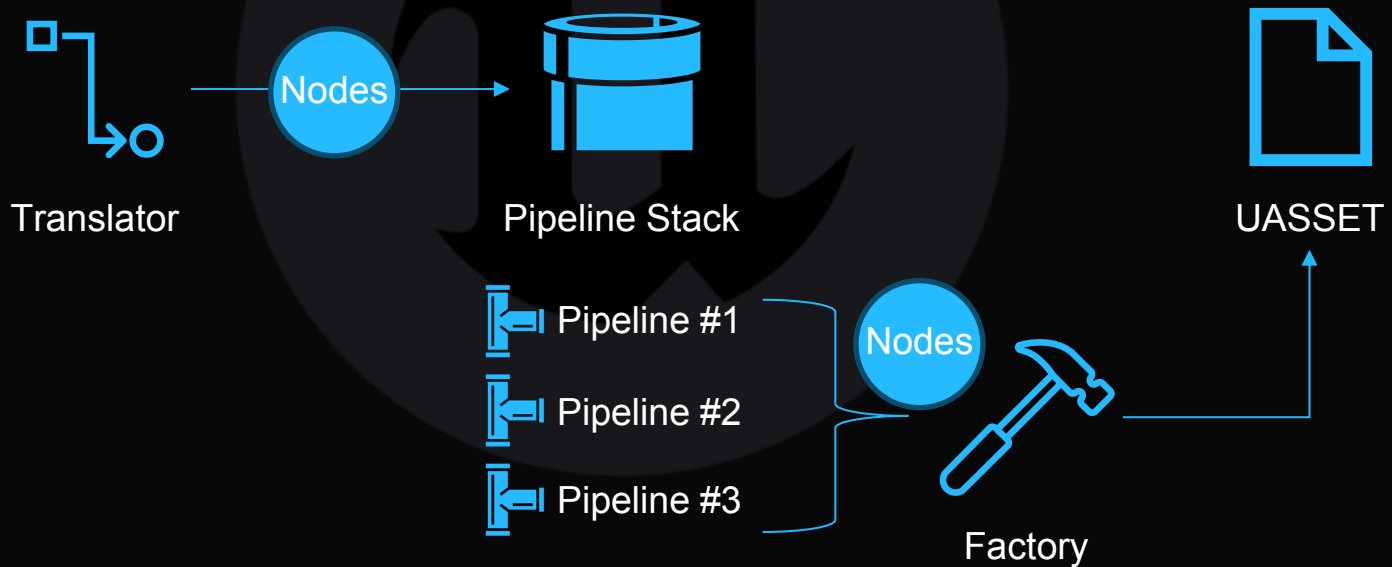 Nodes
Translator
Pipeline Stack
UASSET
Pipeline #1
Nodes
Pipeline #2
Pipeline #3
Factory